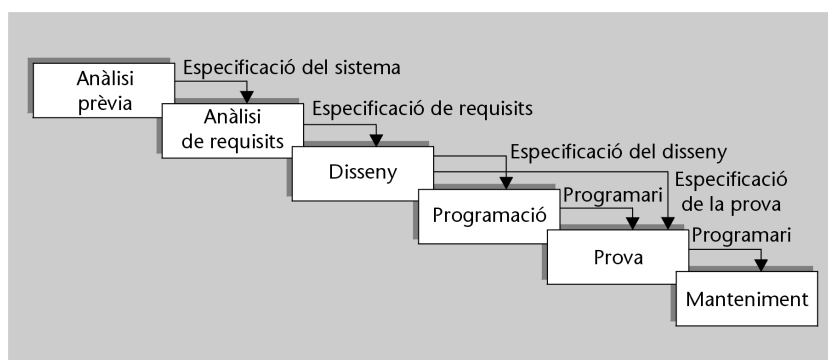 Anàlisi
prèvia
Especificació del sistema
Anàlisi
de requisits
Especificació de requisits
Disseny
Especificació del disseny
Especificació
de la prova
Programació
Programari
Prova
Programari
Manteniment